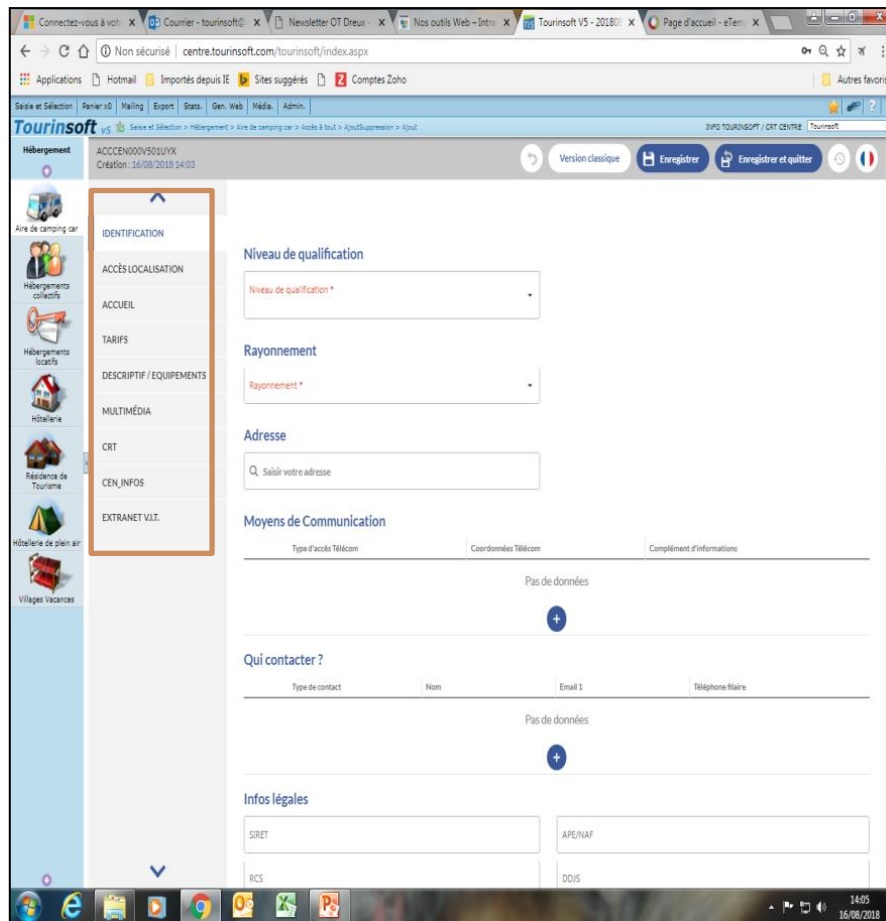 Connectez-vous à vot
Courrier - tourinsoft@
Newsletter OT Dreux -
Nos outils Web – Intra
Tourinsoft V5 - 20180
Page d'accueil - eTem
Non sécurisé | centre.tourinsoft.com/tourinsoft/index.aspx
Applications Hotmail Importés depuis IE Sites suggérés Comptes Zoho Autres favoris
Saisie et Sélection Panier:x0 Mailing Export Stats. Gen. Web Média. Admin.
Tourinsoft V5 Saisie et Sélection > Hébergement > Aire de camping car > Accès à tout > AjoutSuppression > Ajout INFO TOURINSOFT / CRT CENTRE Tourinsoft
Hébergement
ACCCEN000V501UYX
Création : 16/08/2018 14:03
Version classique Enregistrer Enregistrer et quitter
Aire de camping car
Hébergements
collectifs
Hébergements
locatifs
Hôtellerie
Résidence de
Tourisme
Hôtellerie de plein air
Villages Vacances
IDENTIFICATION
ACCÈS LOCALISATION
ACCUEIL
TARIFS
DESCRIPTIF / EQUIPEMENTS
MULTIMÉDIA
CRT
CEN_INFOS
EXTRANET V.I.T.
Niveau de qualification
Niveau de qualification *
Rayonnement
Rayonnement *
Adresse
Saisir votre adresse
Moyens de Communication
Type d'accès Télécom Coordonnées Télécom Complément d'informations
Pas de données
+
Qui contacter ?
Type de contact Nom Email 1 Téléphone filaire
Pas de données
+
Infos légales
SIRET APE/NAF
RCS DDJS
14:05
16/08/2018